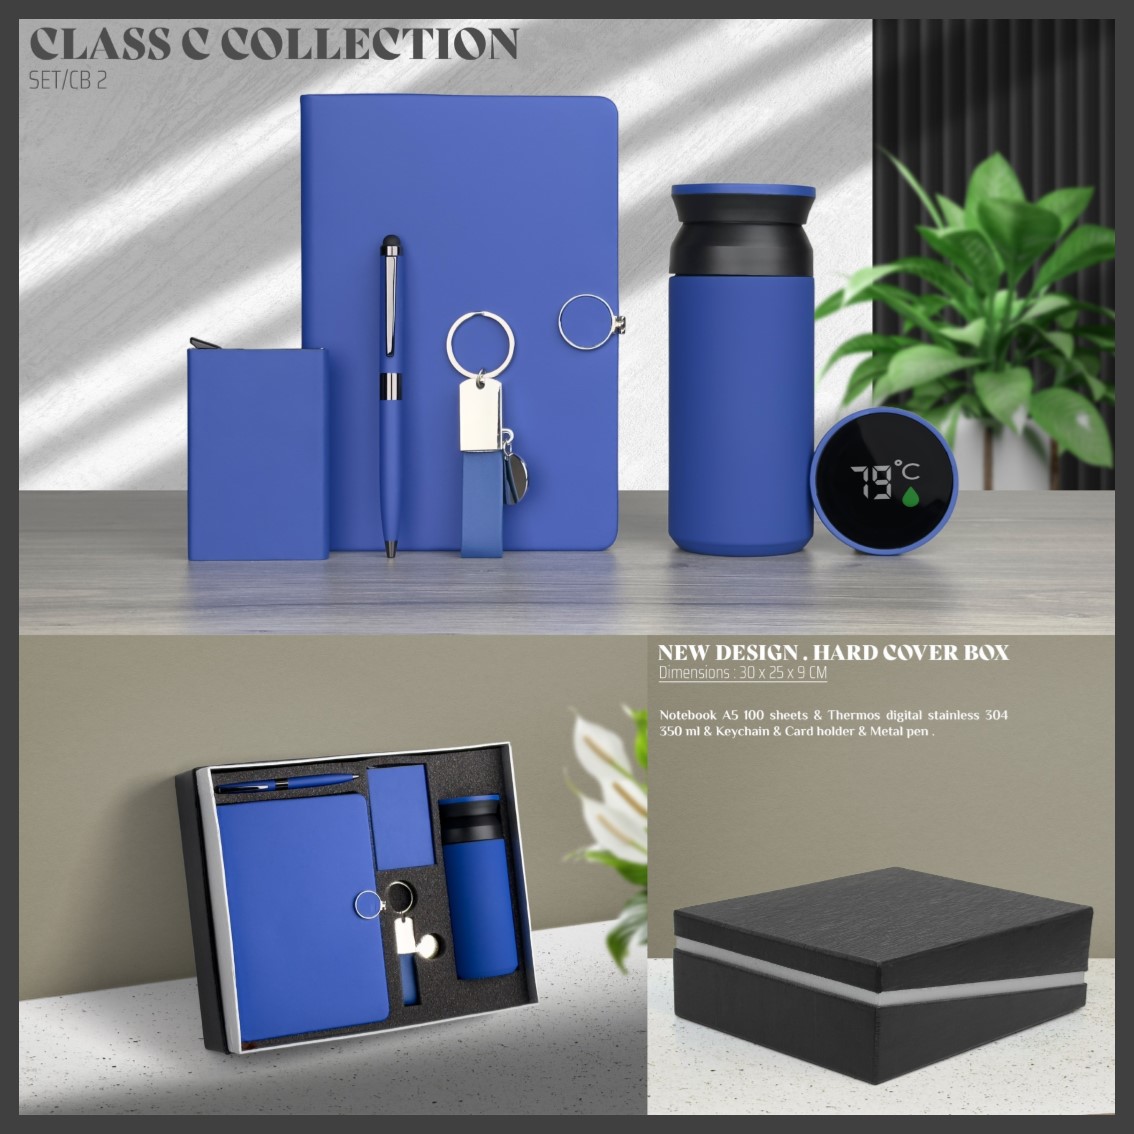 CLASS C COLLECTION
SET/CB 2
79°C
NEW DESIGN . HARD COVER BOX
Dimensions : 30 x 25 x 9 CM
Notebook A5 100 sheets & Thermos digital stainless 304
350 ml & Keychain & Card holder & Metal pen .